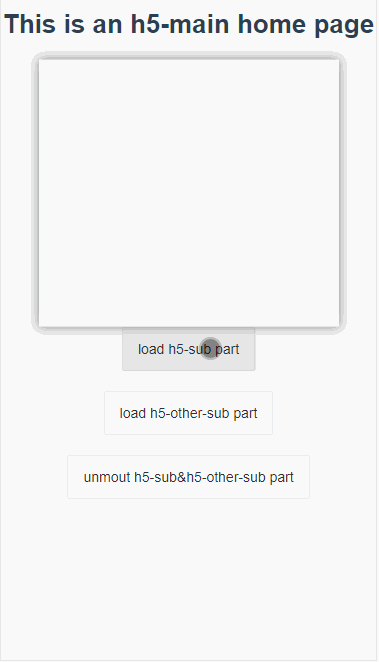 This is an h5-main home page
load h5-sub part
load h5-other-sub part
unmout h5-sub&h5-other-sub part